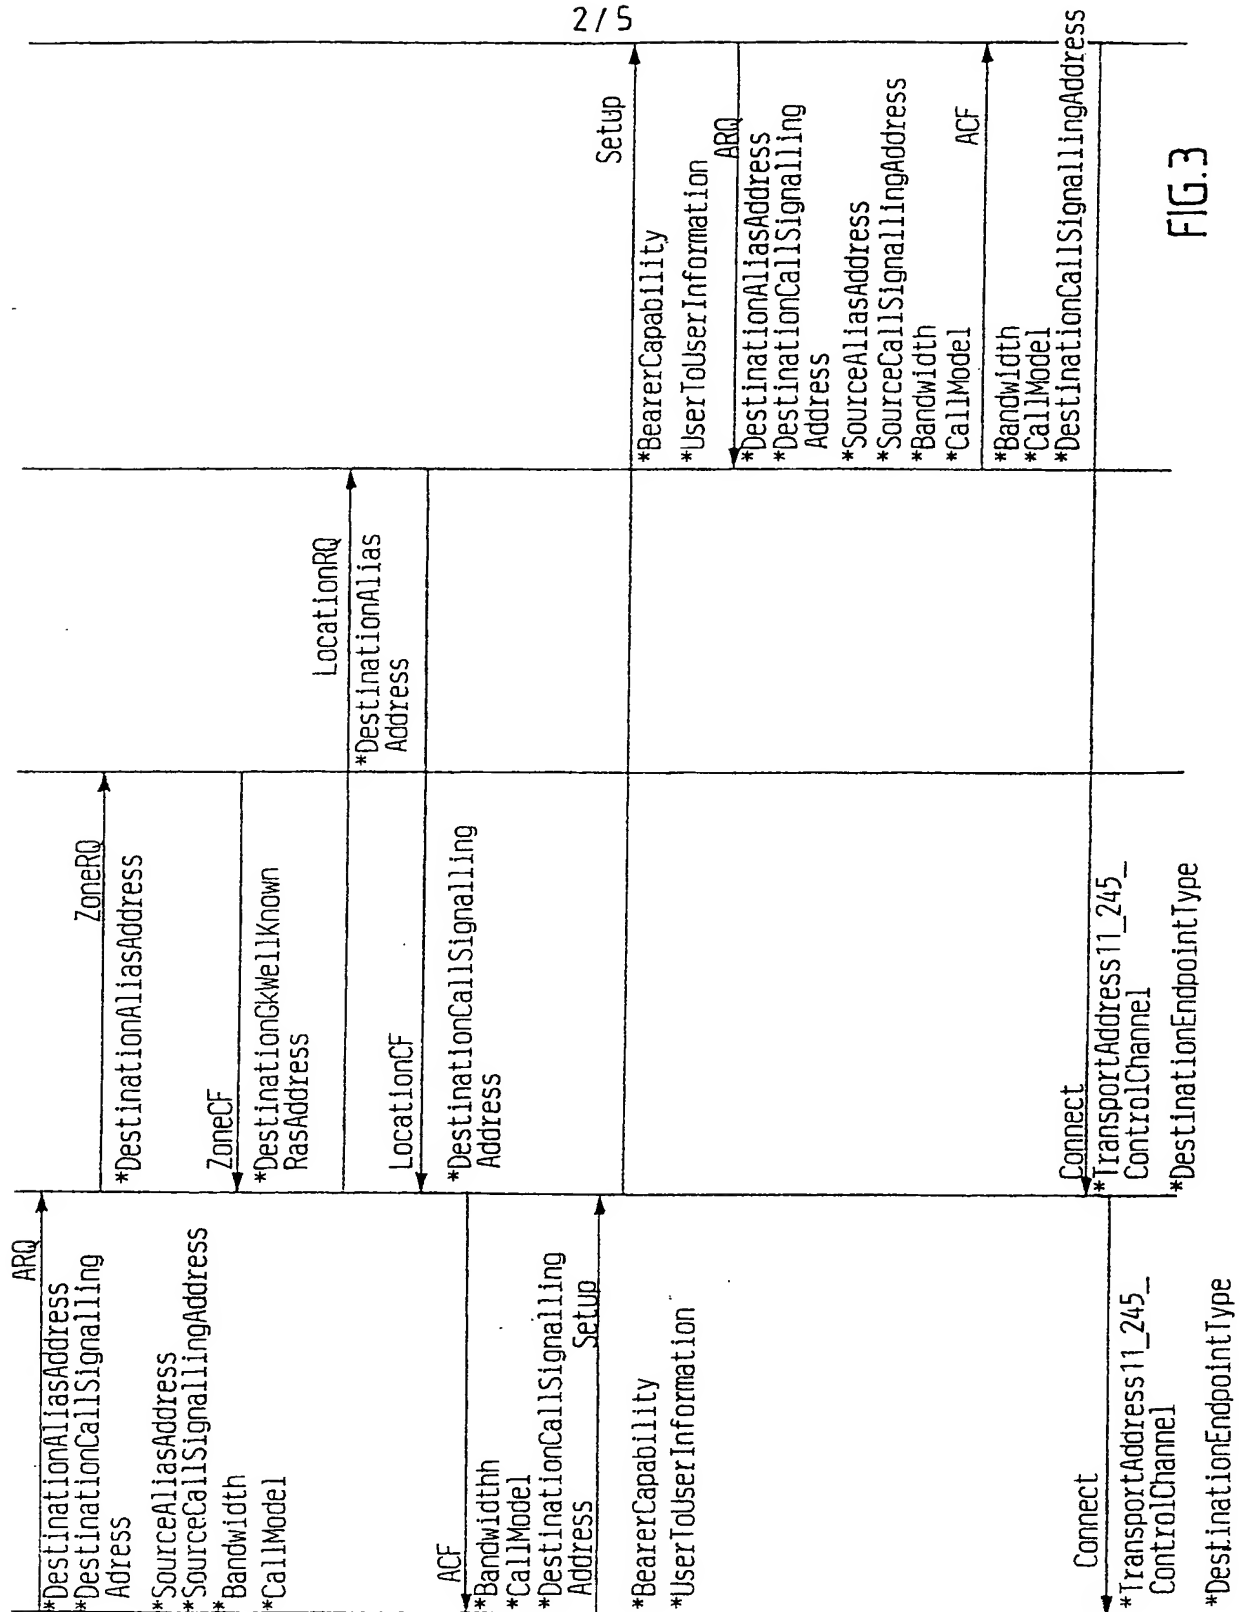 2 / 5
ARQ
*DestinationAliasAddress
*DestinationCallSignalling
Adress
*SourceAliasAddress
*SourceCallSignallingAddress
*Bandwidth
*CallModel
ZoneRQ
*DestinationAliasAddress
ZoneCF
*DestinationGkWellKnown
RasAddress
LocationRQ
*DestinationAlias
Address
LocationCF
*DestinationCallSignalling
Address
ACF
*Bandwidthh
*CallModel
*DestinationCallSignalling
Address
Setup
*BearerCapability
*UserToUserInformation
Setup
*BearerCapability
*UserToUserInformation
ARQ
*DestinationAliasAddress
*DestinationCallSignalling
Address
*SourceAliasAddress
*SourceCallSignallingAddress
*Bandwidth
*CallModel
ACF
*Bandwidth
*CallModel
*DestinationCallSignallingAddress
Connect
*TransportAddress11_245_
ControlChannel
*DestinationEndpointType
Connect
*TransportAddress11_245_
ControlChannel
*DestinationEndpointType
FIG.3